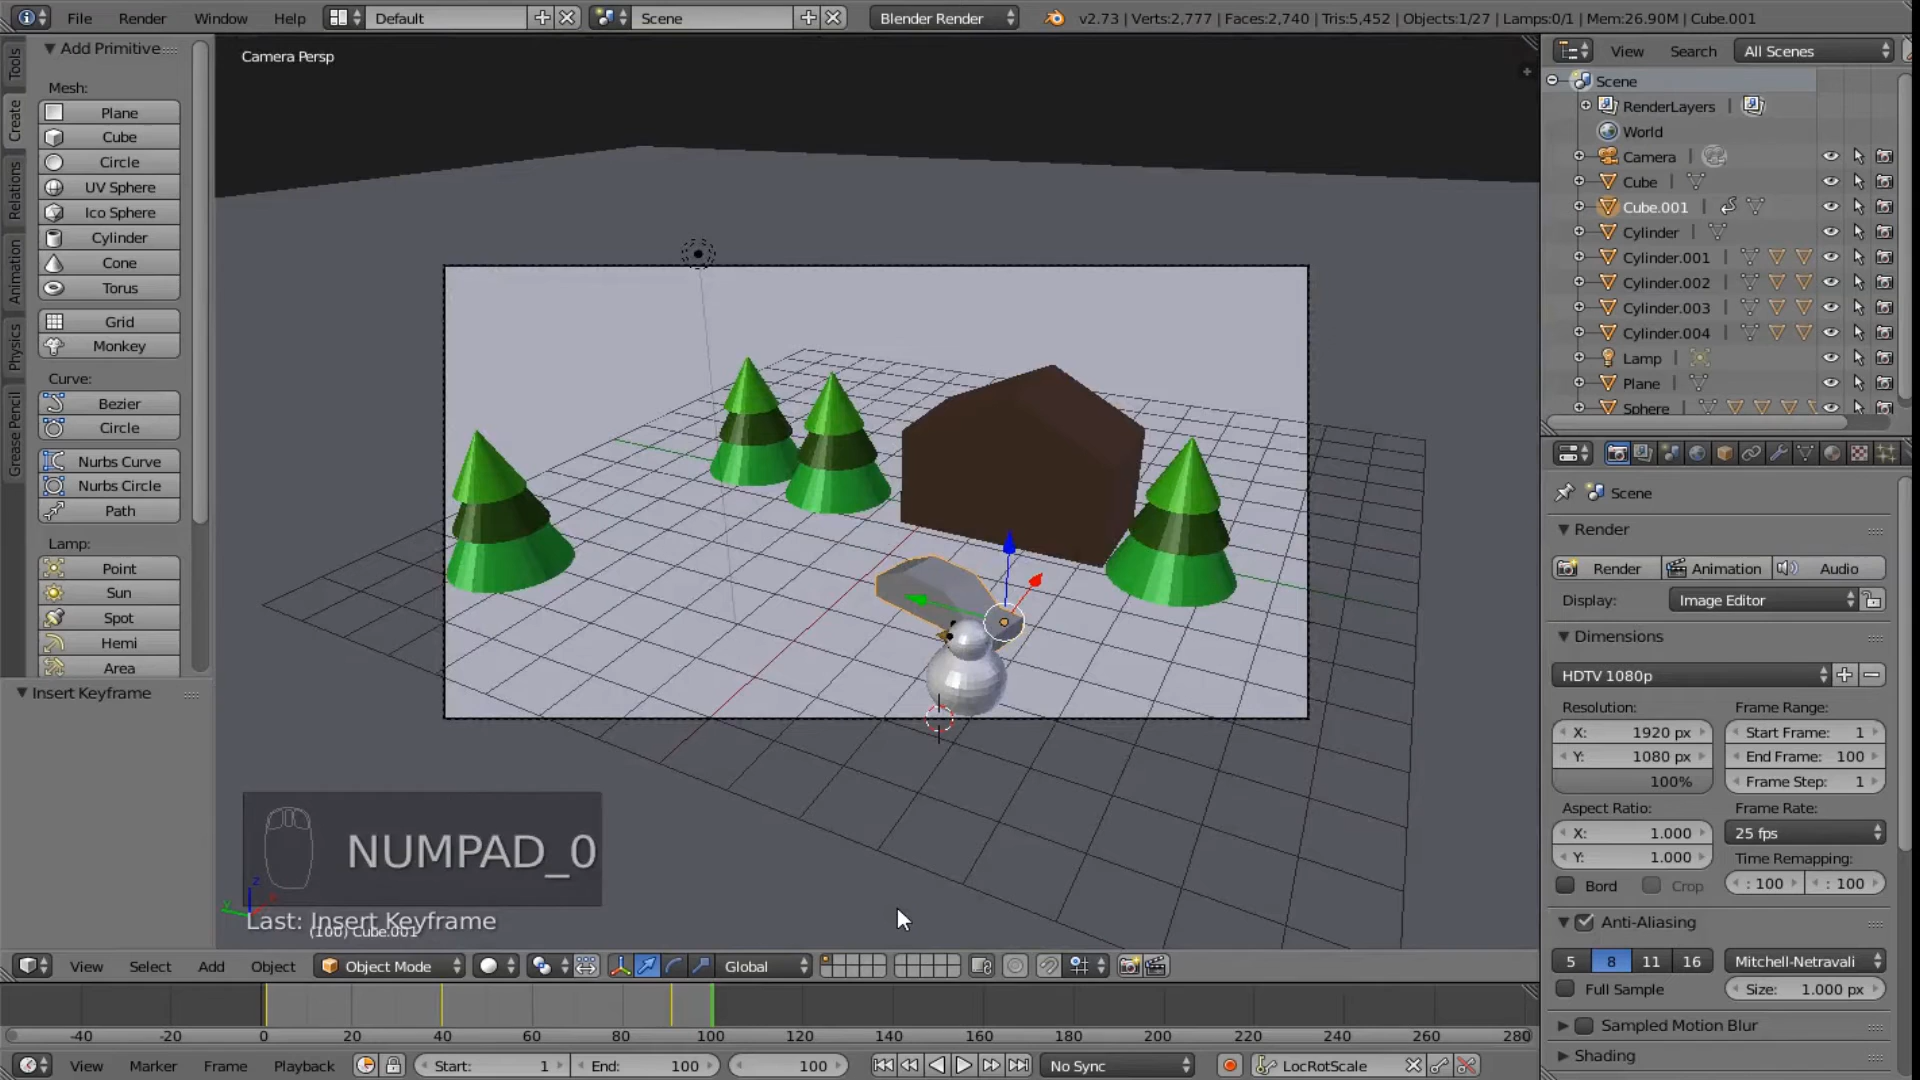 File Render Window Help Default Scene Blender Render v2.73 | Verts:2,777 | Faces:2,740 | Tris:5,452 | Objects:1/27 | Lamps:0/1 | Mem:26.90M | Cube.001
Tools
Create
Relations
Animation
Physics
Grease Pencil
Add Primitive
Mesh:
Plane
Cube
Circle
UV Sphere
Ico Sphere
Cylinder
Cone
Torus
Grid
Monkey
Curve:
Bezier
Circle
Nurbs Curve
Nurbs Circle
Path
Lamp:
Point
Sun
Spot
Hemi
Area
Insert Keyframe
Camera Persp
NUMPAD_0
Last: Insert Keyframe
(100) Cube.001
View Select Add Object Object Mode Global
-40 -20 0 20 40 60 80 100 120 140 160 180 200 220 240 260 280
View Marker Frame Playback Start: 1 End: 100 100 No Sync LocRotScale
View Search All Scenes
Scene
RenderLayers
World
Camera
Cube
Cube.001
Cylinder
Cylinder.001
Cylinder.002
Cylinder.003
Cylinder.004
Lamp
Plane
Sphere
Scene
Render
Render Animation Audio
Display: Image Editor
Dimensions
HDTV 1080p
Resolution: Frame Range:
X: 1920 px Start Frame: 1
Y: 1080 px End Frame: 100
100% Frame Step: 1
Aspect Ratio: Frame Rate:
X: 1.000 25 fps
Y: 1.000 Time Remapping:
Bord Crop : 100 : 100
Anti-Aliasing
5 8 11 16 Mitchell-Netravali
Full Sample Size: 1.000 px
Sampled Motion Blur
Shading